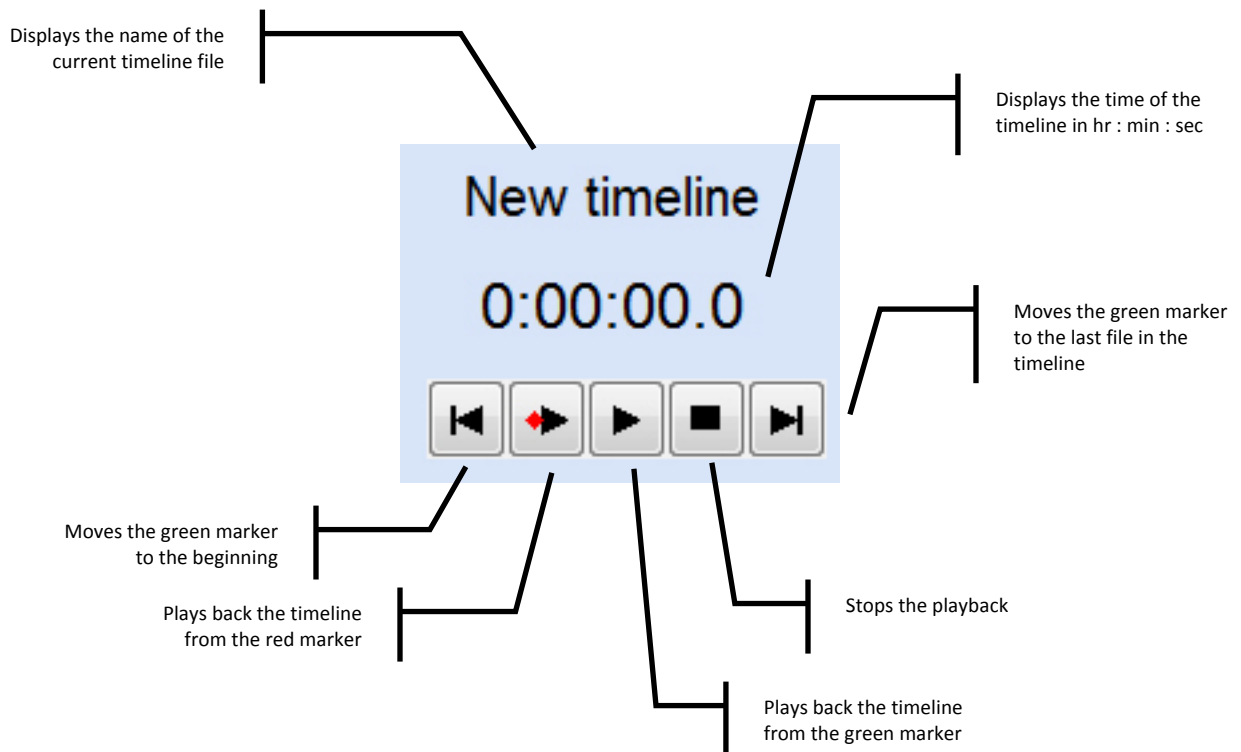 Displays the name of the
current timeline file
Displays the time of the
timeline in hr : min : sec
New timeline
0:00:00.0
Moves the green marker
to the last file in the
timeline
Moves the green marker
to the beginning
Plays back the timeline
from the red marker
Stops the playback
Plays back the timeline
from the green marker